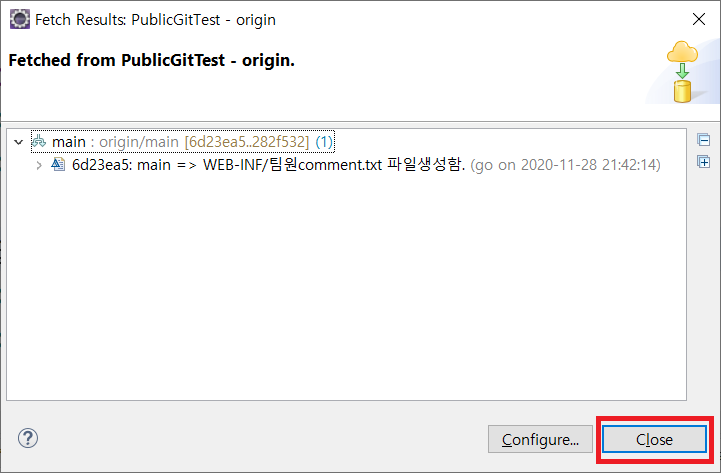 Fetch Results: PublicGitTest - origin
Fetched from PublicGitTest - origin.
main : origin/main [6d23ea5..282f532] (1)
6d23ea5: main => WEB-INF/팀원comment.txt 파일생성함. (go on 2020-11-28 21:42:14)
?
Configure...
Close